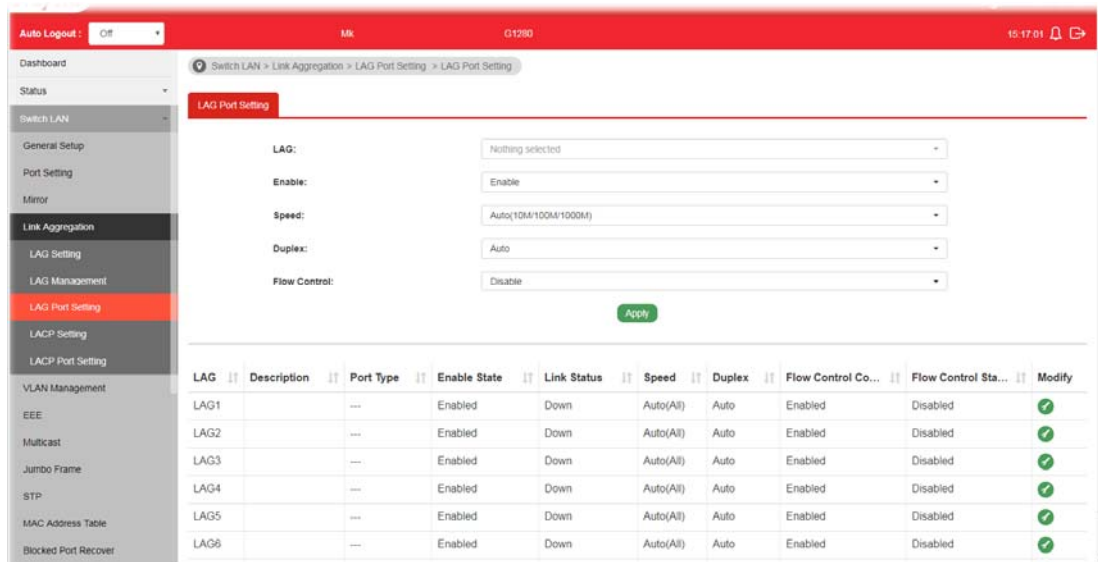 Auto Logout : Off Mk G1280 15:17:01
Dashboard
Status
Switch LAN
General Setup
Port Setting
Mirror
Link Aggregation
LAG Setting
LAG Management
LAG Port Setting
LACP Setting
LACP Port Setting
VLAN Management
EEE
Multicast
Jumbo Frame
STP
MAC Address Table
Blocked Port Recover
Switch LAN > Link Aggregation > LAG Port Setting > LAG Port Setting
LAG Port Setting
LAG: Nothing selected
Enable: Enable
Speed: Auto(10M/100M/1000M)
Duplex: Auto
Flow Control: Disable
Apply
LAG Description Port Type Enable State Link Status Speed Duplex Flow Control Co... Flow Control Sta... Modify
LAG1 --- Enabled Down Auto(All) Auto Enabled Disabled
LAG2 --- Enabled Down Auto(All) Auto Enabled Disabled
LAG3 --- Enabled Down Auto(All) Auto Enabled Disabled
LAG4 --- Enabled Down Auto(All) Auto Enabled Disabled
LAG5 --- Enabled Down Auto(All) Auto Enabled Disabled
LAG6 --- Enabled Down Auto(All) Auto Enabled Disabled